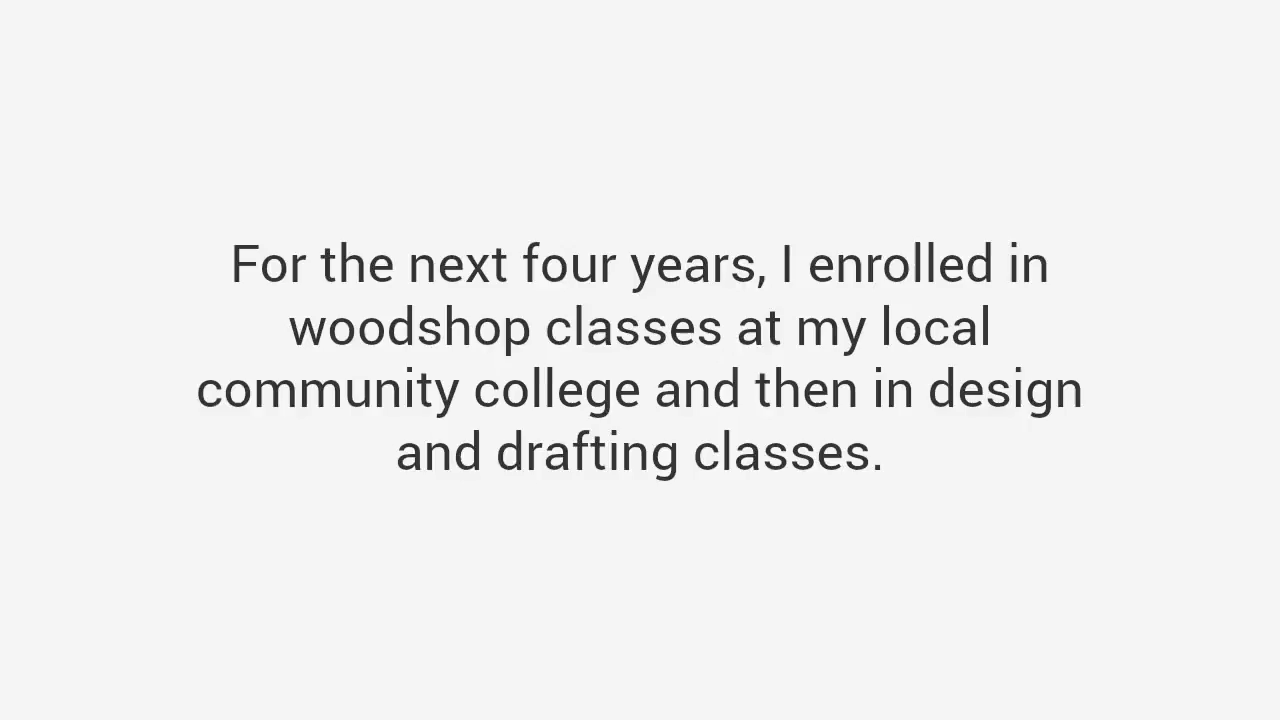 For the next four years, I enrolled in
woodshop classes at my local
community college and then in design
and drafting classes.